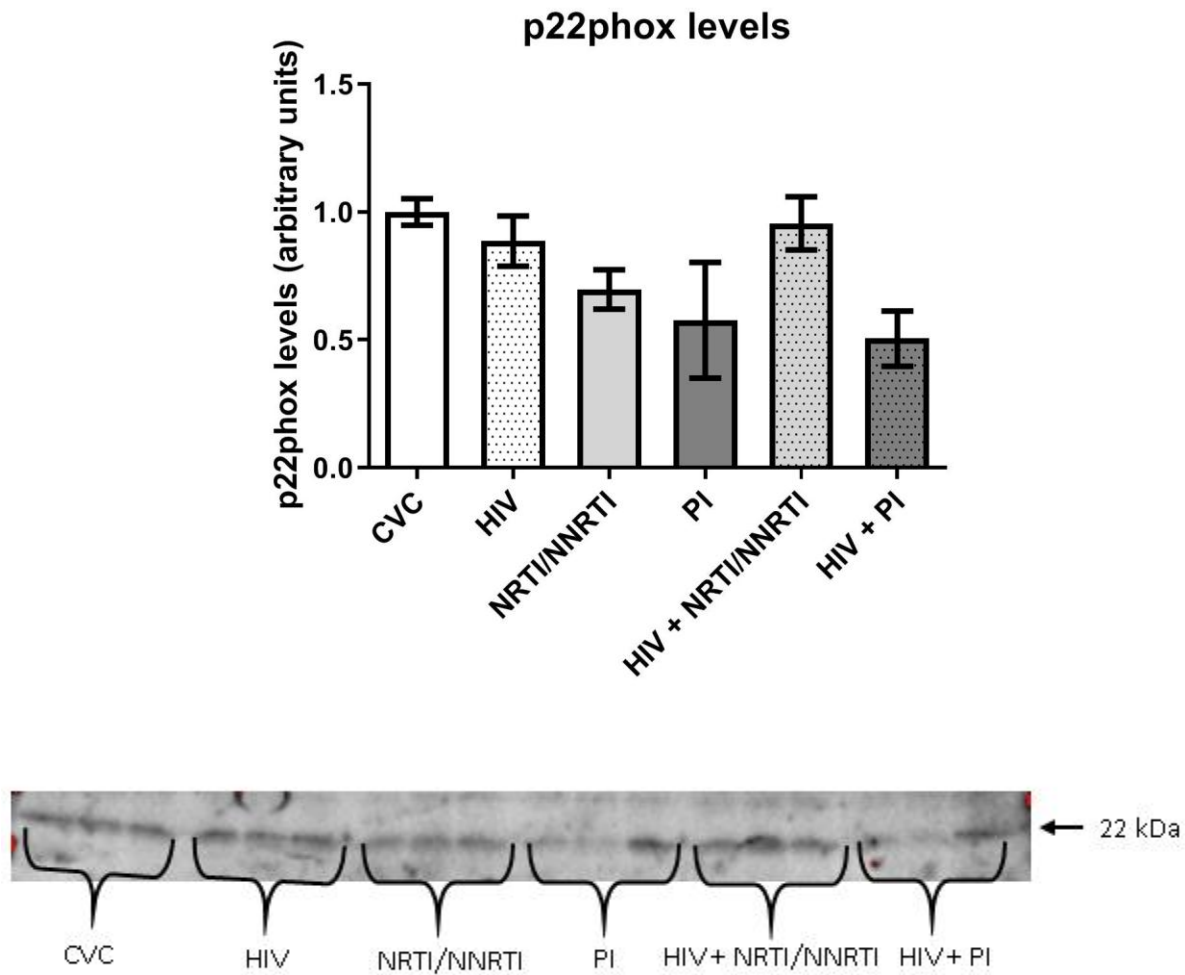 p22phox levels
p22phox levels (arbitrary units)
1.5
1.0
0.5
0.0
CVC
HIV
NRTI/NNRTI
PI
HIV + NRTI/NNRTI
HIV + PI
22 kDa
CVC
HIV
NRTI/NNRTI
PI
HIV+ NRTI/NNRTI
HIV+ PI